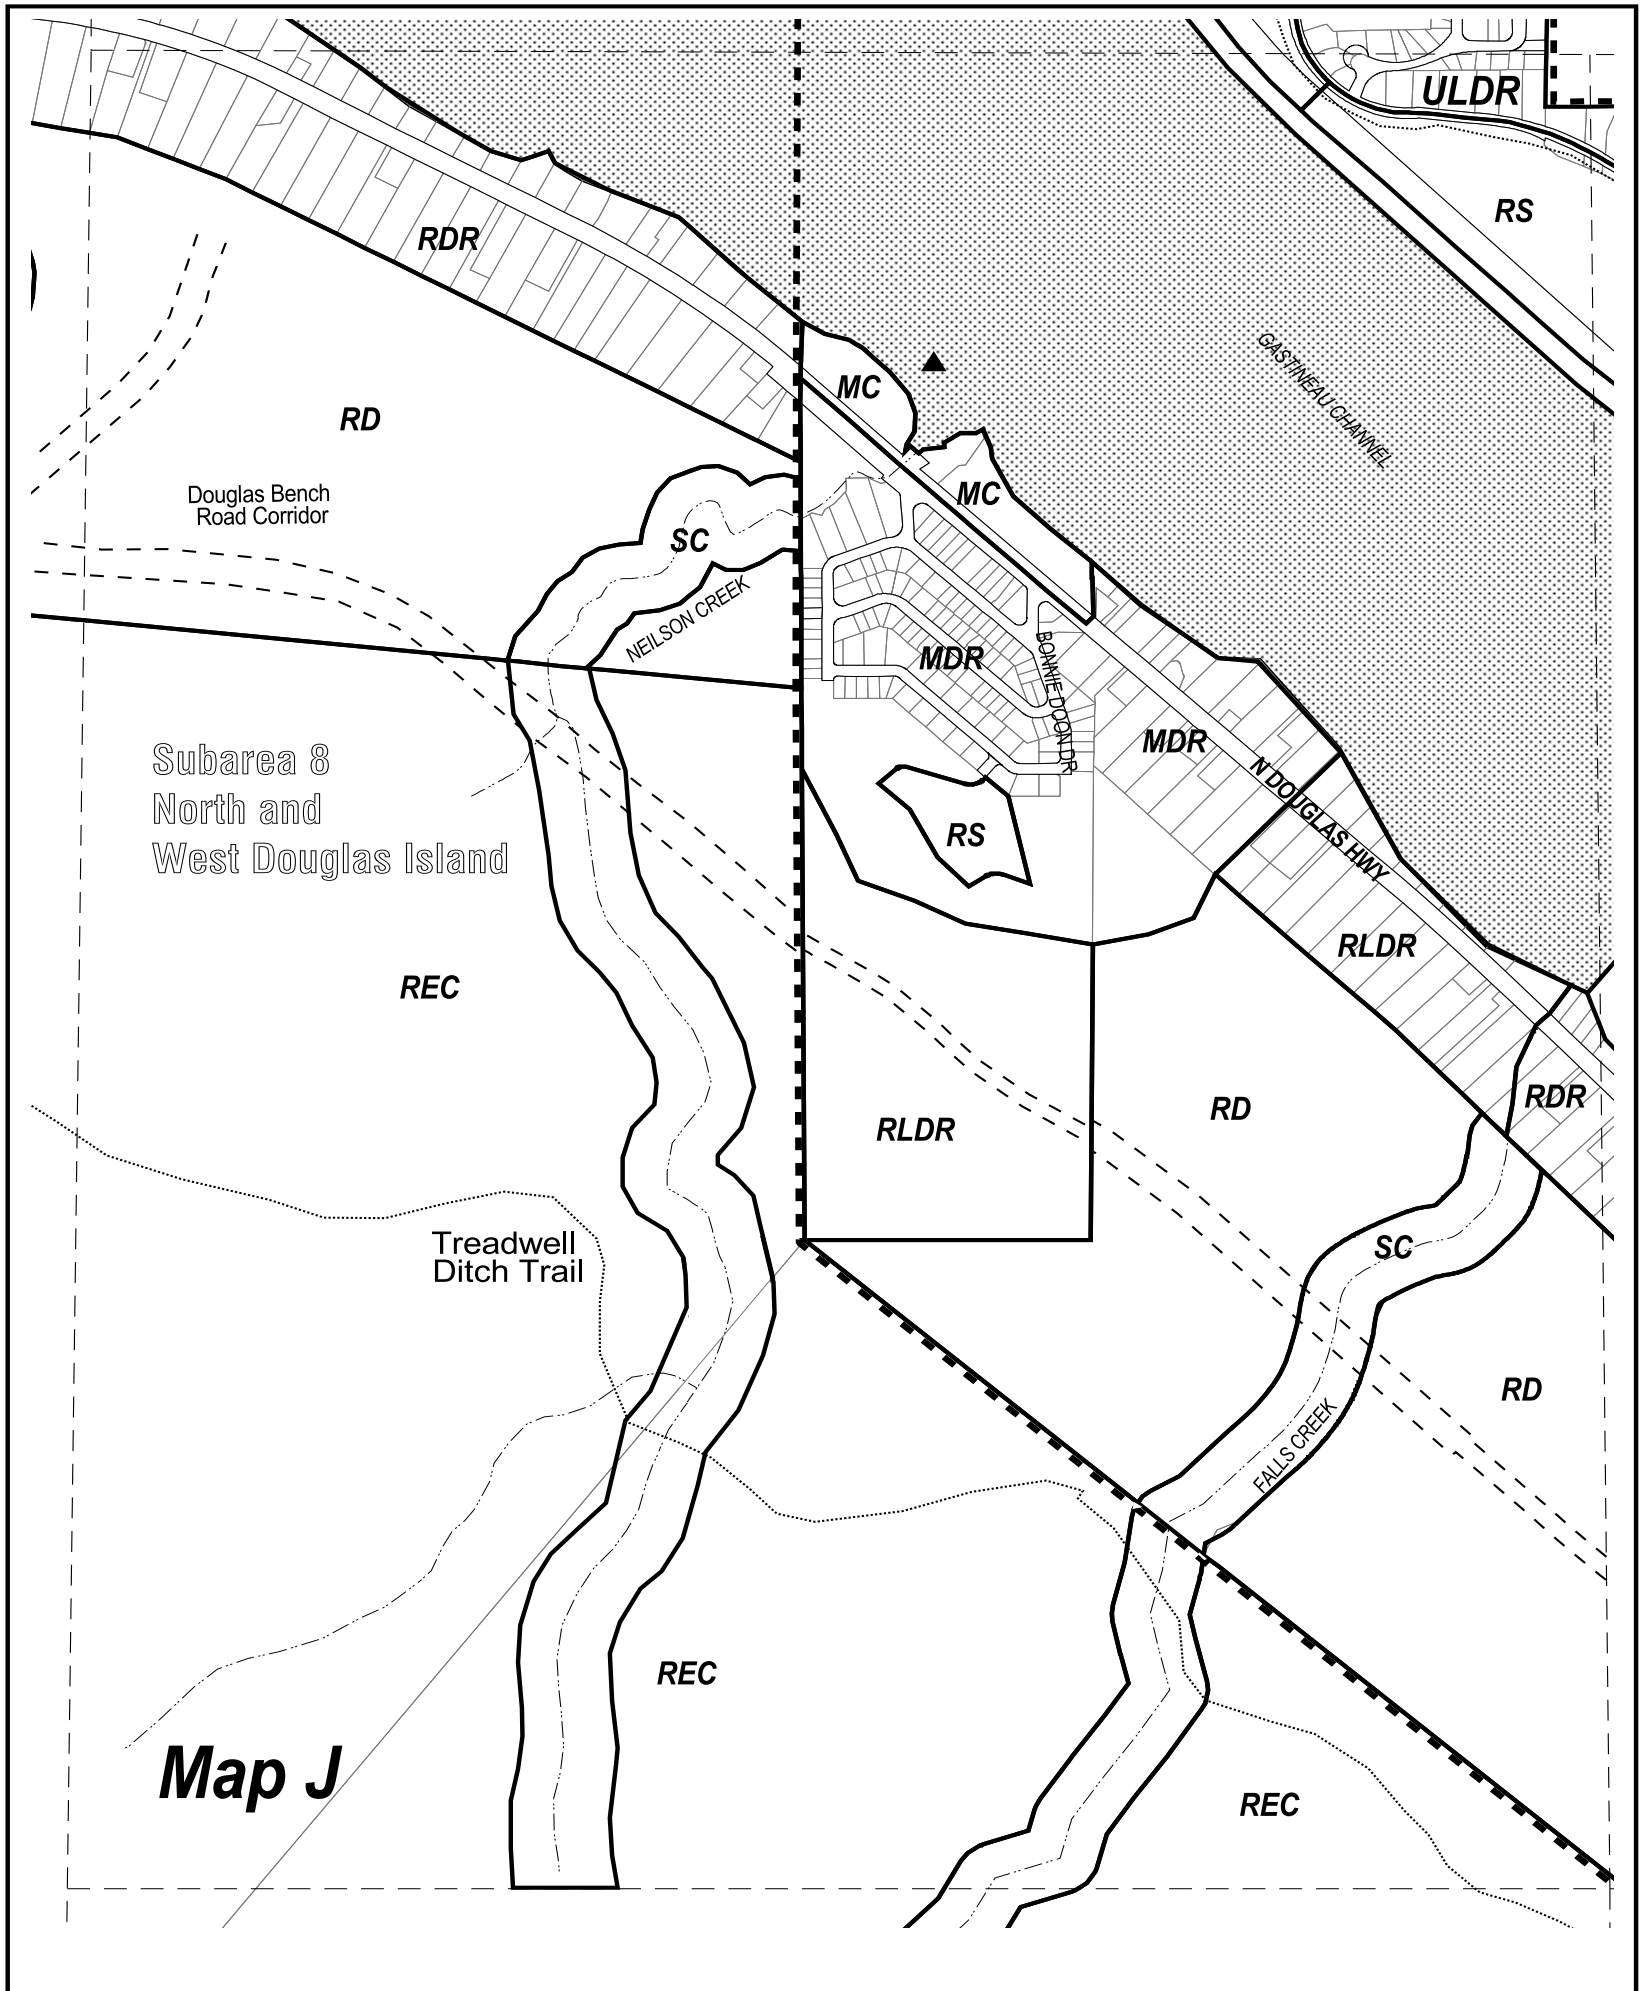 ULDR
RS
RDR
GASTINEAU CHANNEL
MC
RD
MC
Douglas Bench
Road Corridor
SC
NEILSON CREEK
MDR
BONNIE DOON DR
MDR
Subarea 8
North and
West Douglas Island
N DOUGLAS HWY
RS
RLDR
REC
RDR
RD
RLDR
Treadwell
Ditch Trail
SC
RD
FALLS CREEK
REC
Map J
REC